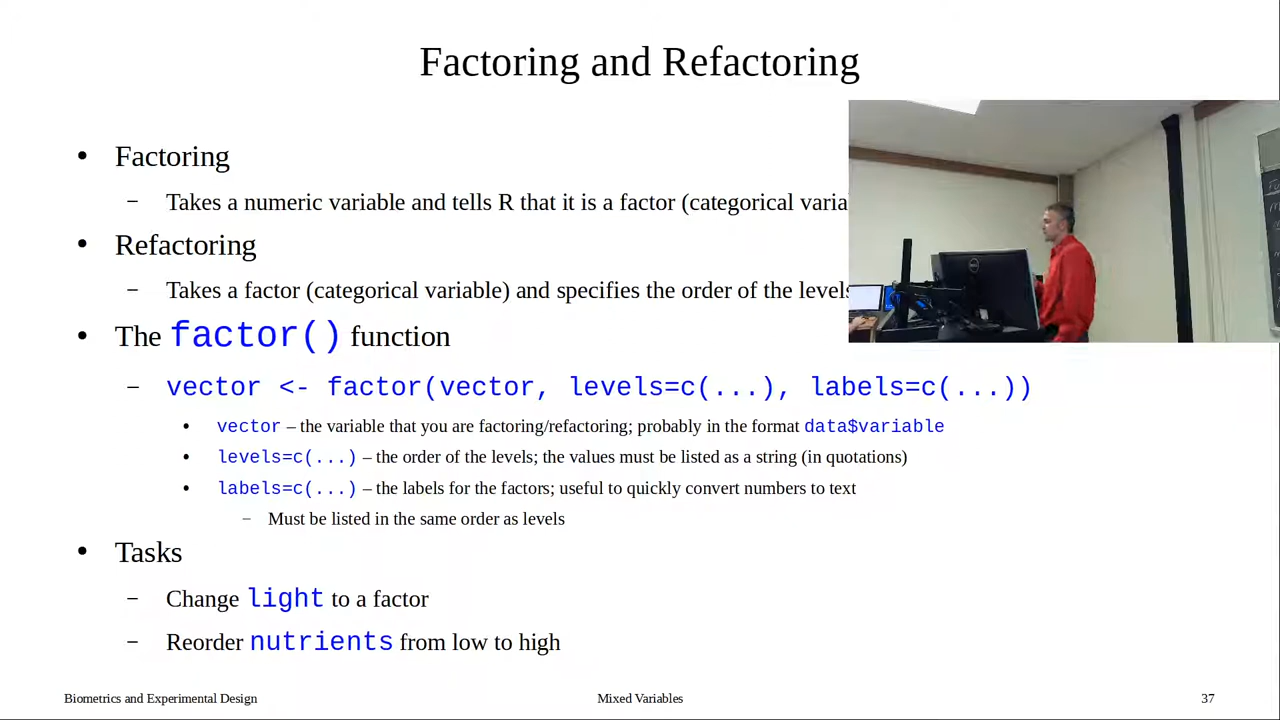 Factoring and Refactoring
• Factoring
– Takes a numeric variable and tells R that it is a factor (categorical varia
• Refactoring
– Takes a factor (categorical variable) and specifies the order of the levels
• The factor() function
– vector <- factor(vector, levels=c(...), labels=c(...))
• vector – the variable that you are factoring/refactoring; probably in the format data$variable
• levels=c(...) – the order of the levels; the values must be listed as a string (in quotations)
• labels=c(...) – the labels for the factors; useful to quickly convert numbers to text
– Must be listed in the same order as levels
• Tasks
– Change light to a factor
– Reorder nutrients from low to high
Biometrics and Experimental Design
Mixed Variables
37